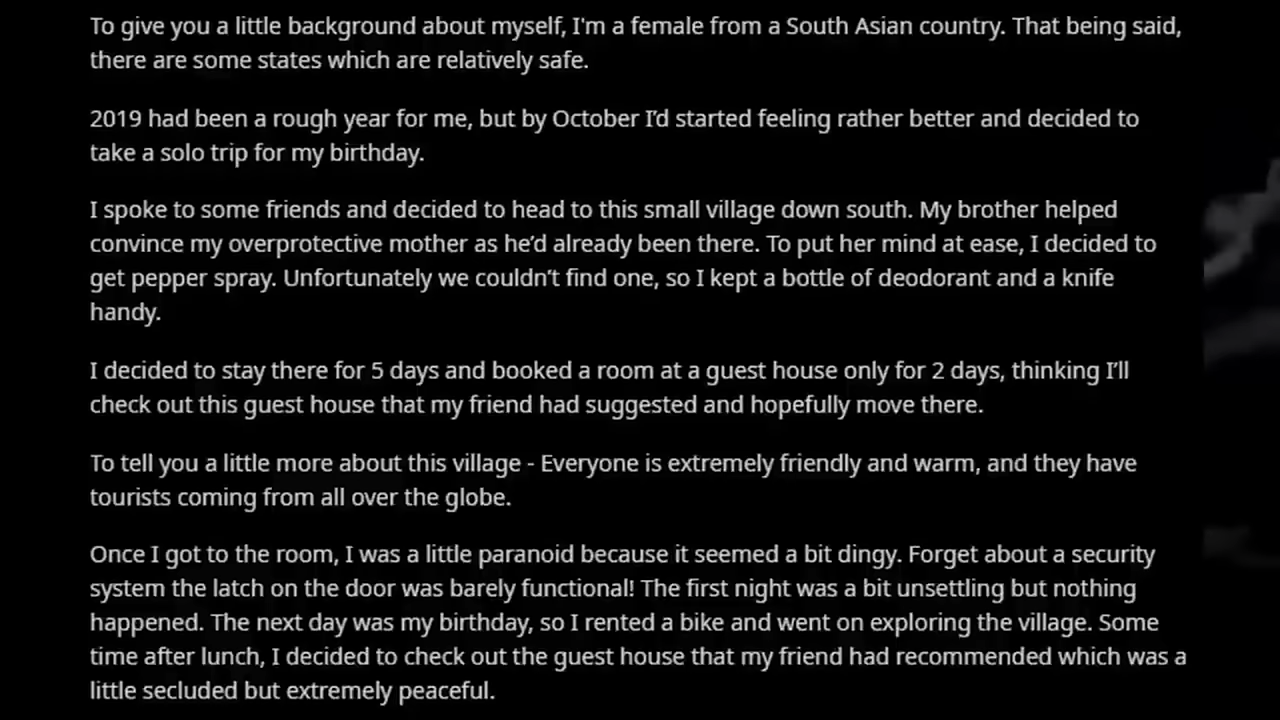 To give you a little background about myself, I'm a female from a South Asian country. That being said,
there are some states which are relatively safe.
2019 had been a rough year for me, but by October I'd started feeling rather better and decided to
take a solo trip for my birthday.
I spoke to some friends and decided to head to this small village down south. My brother helped
convince my overprotective mother as he’d already been there. To put her mind at ease, I decided to
get pepper spray. Unfortunately we couldn’t find one, so I kept a bottle of deodorant and a knife
handy.
I decided to stay there for 5 days and booked a room at a guest house only for 2 days, thinking I’ll
check out this guest house that my friend had suggested and hopefully move there.
To tell you a little more about this village - Everyone is extremely friendly and warm, and they have
tourists coming from all over the globe.
Once I got to the room, I was a little paranoid because it seemed a bit dingy. Forget about a security
system the latch on the door was barely functional! The first night was a bit unsettling but nothing
happened. The next day was my birthday, so I rented a bike and went on exploring the village. Some
time after lunch, I decided to check out the guest house that my friend had recommended which was a
little secluded but extremely peaceful.